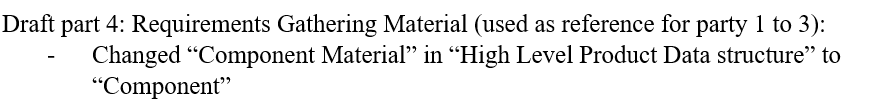 Draft part 4: Requirements Gathering Material (used as reference for party 1 to 3):
- Changed “Component Material” in “High Level Product Data structure” to
“Component”